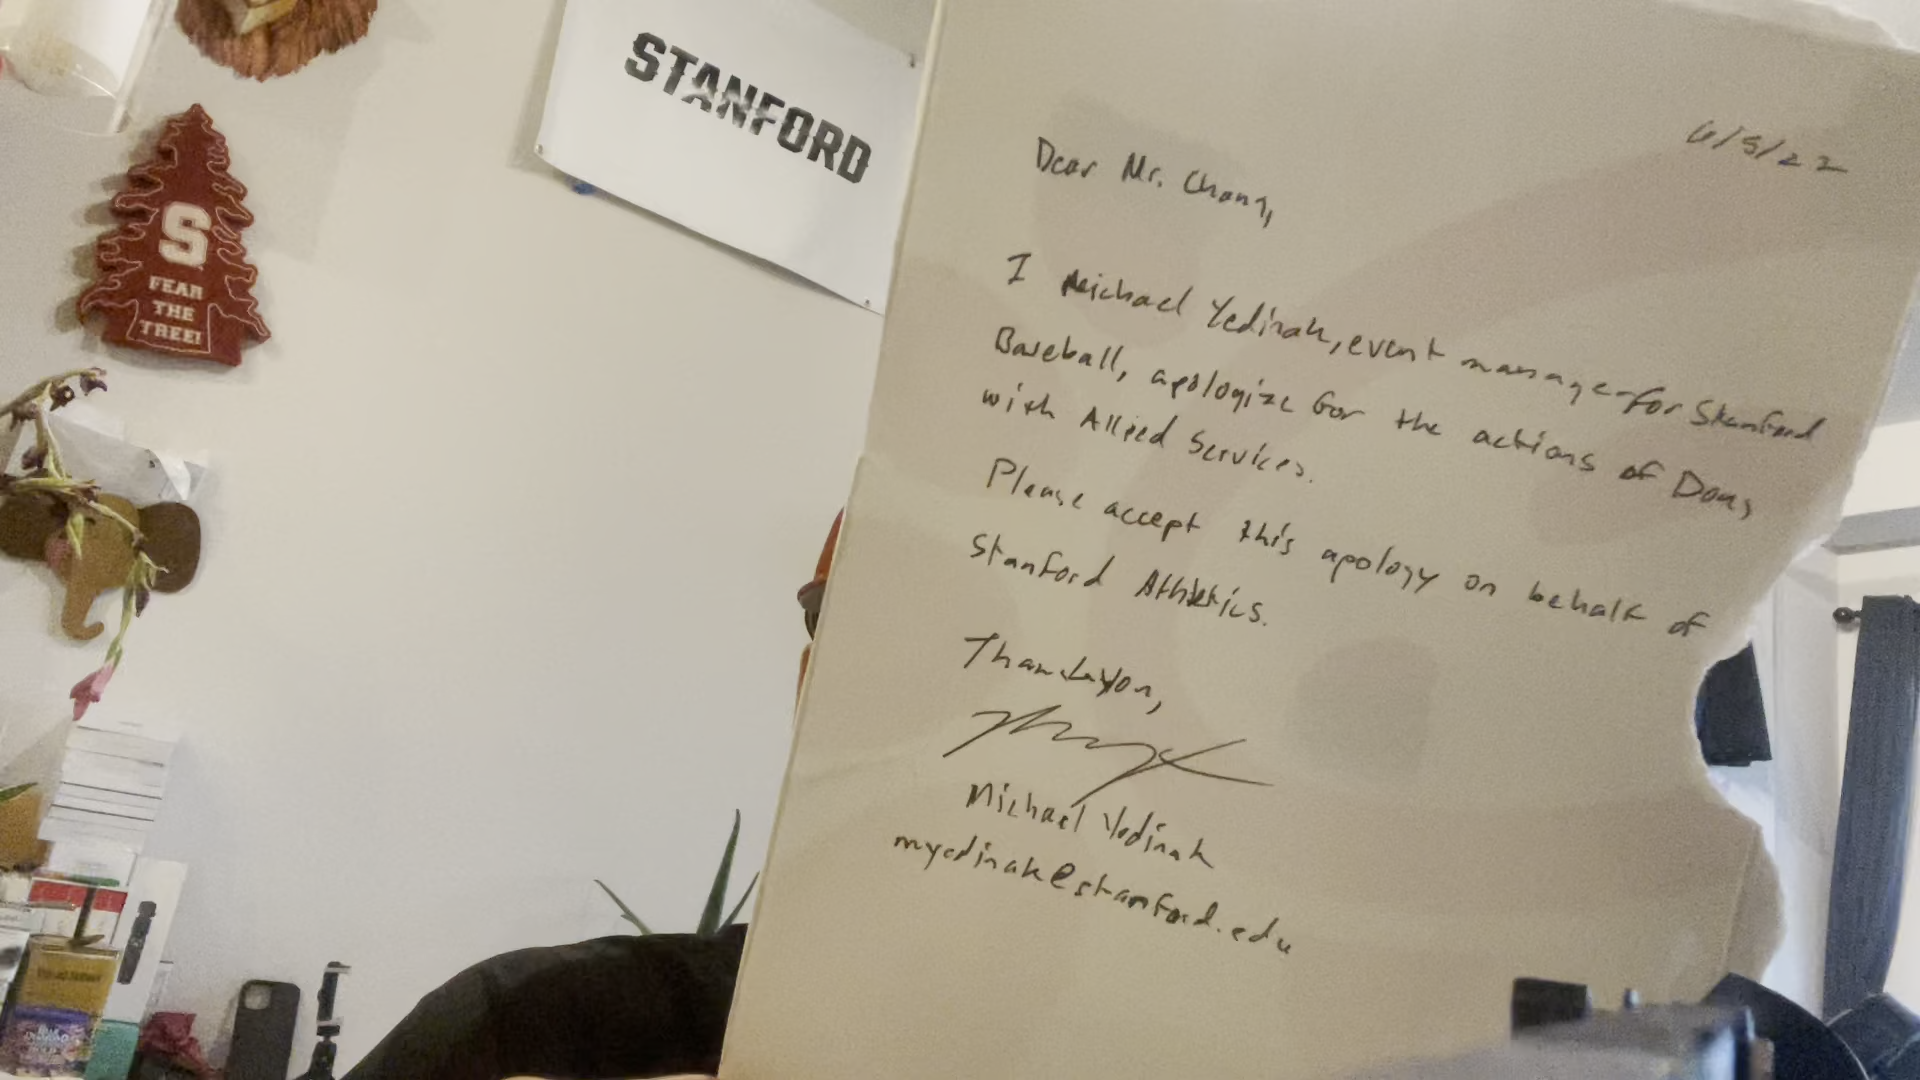 STANFORD
S
FEAR
THE
TREE!
6/5/22
Dear Mr. Chang,
I Michael Yedinak, event manager for Stanford
Baseball, apologize for the actions of Doug
with Allied Services.
Please accept this apology on behalf of
Stanford Athletics.
Thank you,
Michael Yedinak
myedinak@stanford.edu